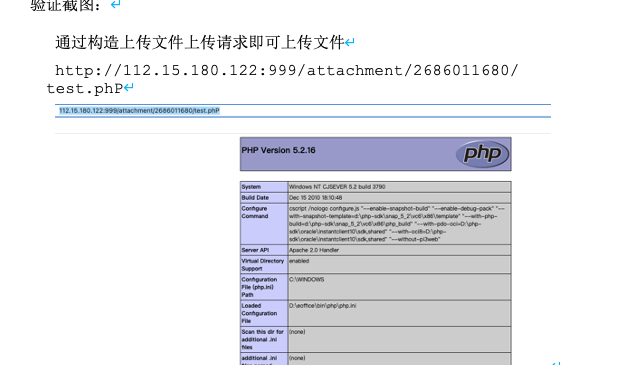 验证截图：
通过构造上传文件上传请求即可上传文件
http://112.15.180.122:999/attachment/2686011680/
test.phP
112.15.180.122:999/attachment/2686011680/test.phP
PHP Version 5.2.16
php
System Windows NT CJSEVER 5.2 build 3790
Build Date Dec 15 2010 18:10:48
Configure Command cscript /nologo configure.js "--enable-snapshot-build" "--enable-debug-pack" "--
with-snapshot-template=d:\php-sdk\snap_5_2\vc6\x86\template" "--with-php-
build=d:\php-sdk\snap_5_2\vc6\x86\php_build" "--with-pdo-oci=D:\php-
sdk\oracle\instantclient10\sdk,shared" "--with-oci8=D:\php-
sdk\oracle\instantclient10\sdk,shared" "--without-pi3web"
Server API Apache 2.0 Handler
Virtual Directory Support enabled
Configuration File (php.ini) Path C:\WINDOWS
Loaded Configuration File D:\eoffice\bin\php\php.ini
Scan this dir for additional .ini files (none)
additional .ini (none)